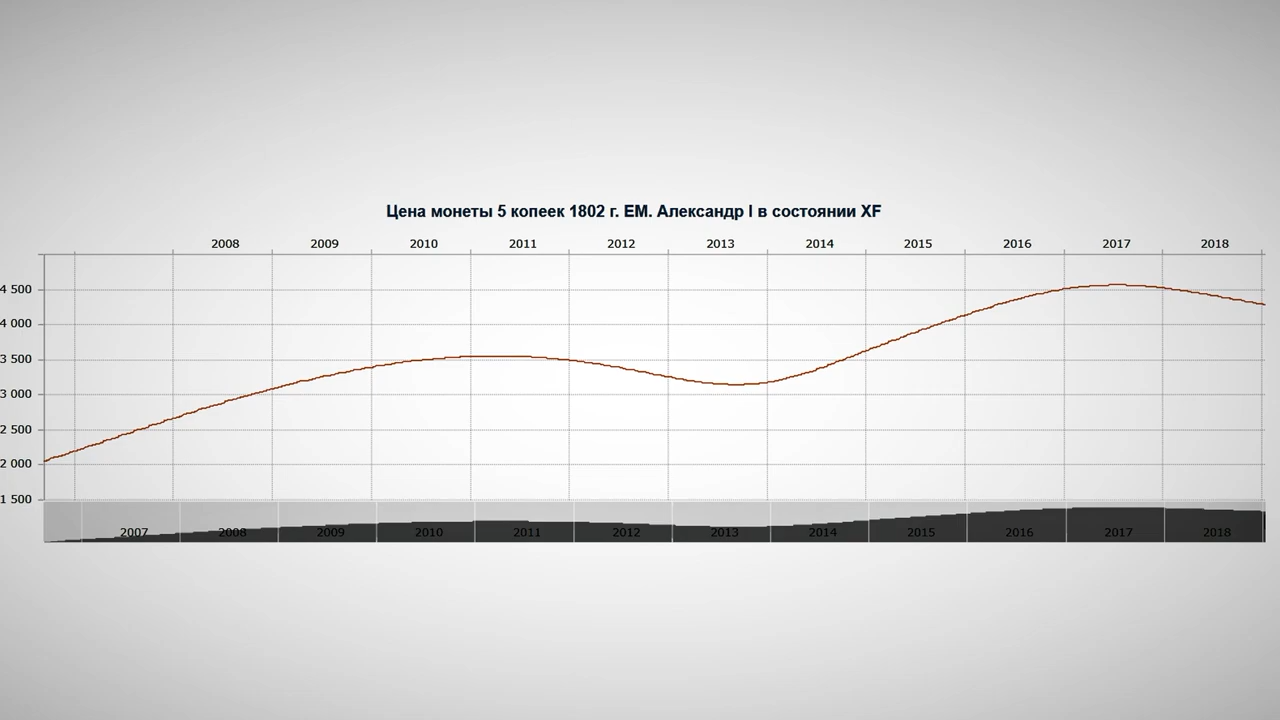 Цена монеты 5 копеек 1802 г. ЕМ. Александр I в состоянии XF
2008 2009 2010 2011 2012 2013 2014 2015 2016 2017 2018
4 500
4 000
3 500
3 000
2 500
2 000
1 500
2007 2008 2009 2010 2011 2012 2013 2014 2015 2016 2017 2018